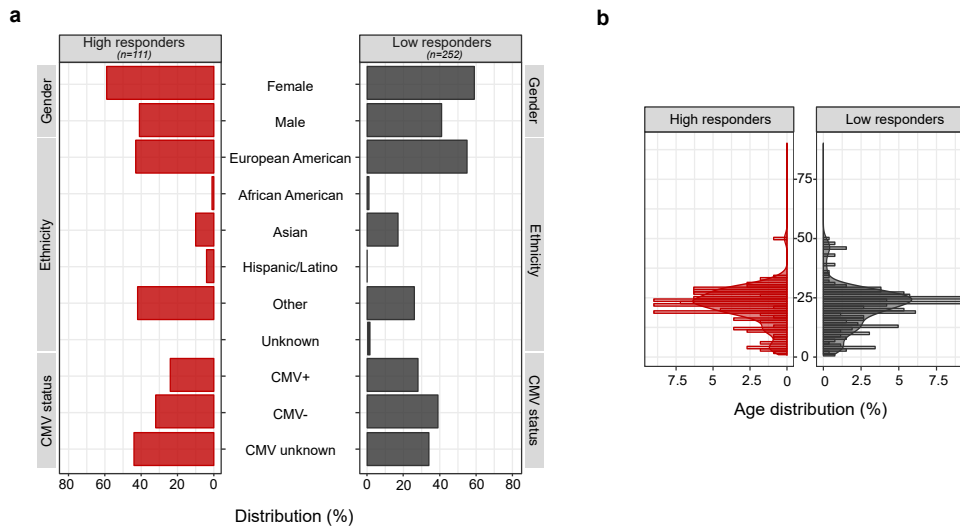 a
High responders
(n=111)
Low responders
(n=252)
Gender
Ethnicity
CMV status
Female
Male
European American
African American
Asian
Hispanic/Latino
Other
Unknown
CMV+
CMV-
CMV unknown
Gender
Ethnicity
CMV status
80 60 40 20 0
0 20 40 60 80
Distribution (%)
b
High responders
Low responders
75
50
25
0
7.5 5 2.5 0
0 2.5 5 7.5
Age distribution (%)